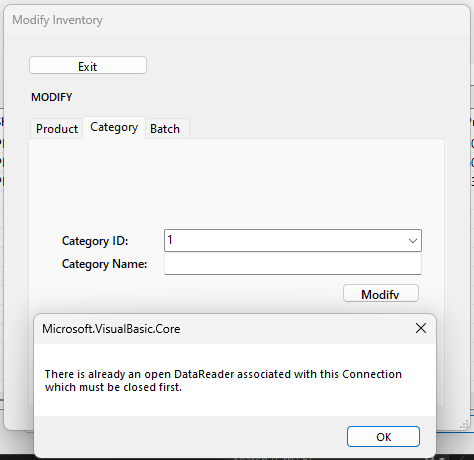 Modify Inventory
Exit
MODIFY
Product Category Batch
Category ID: 1
Category Name:
Modify
Microsoft.VisualBasic.Core
There is already an open DataReader associated with this Connection
which must be closed first.
OK